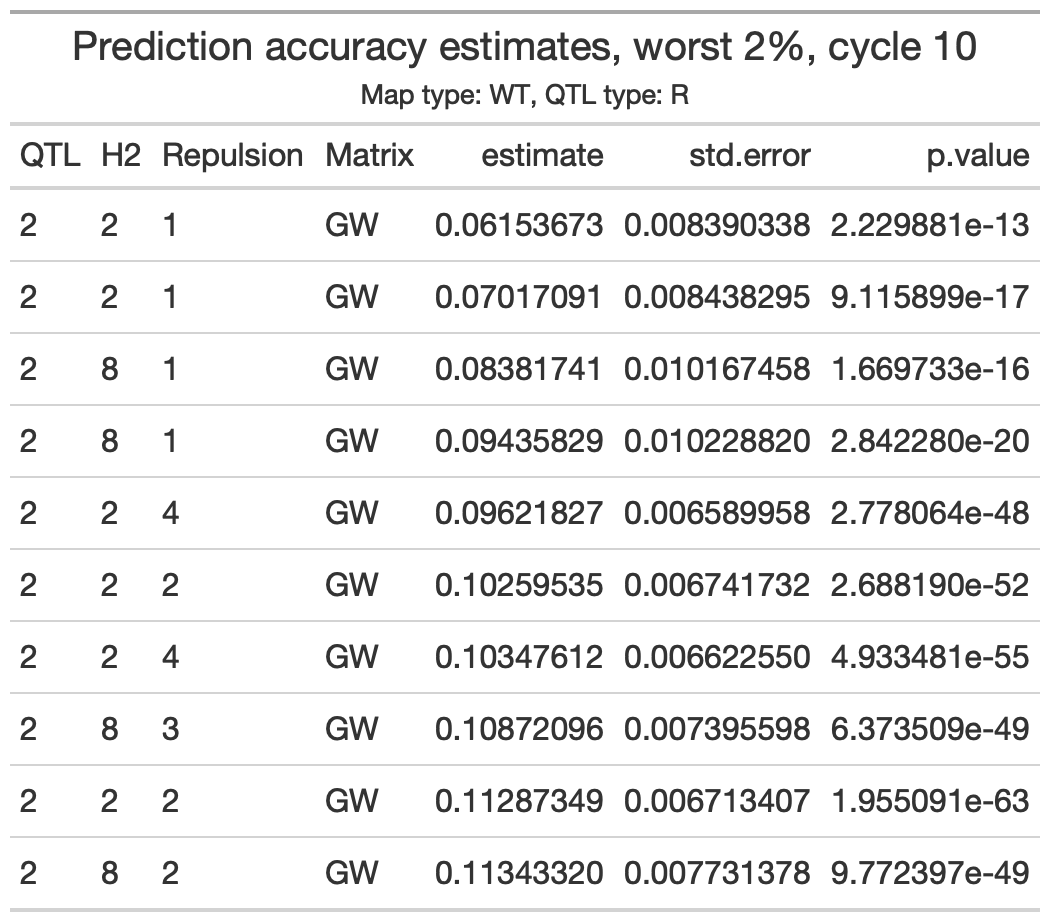 Prediction accuracy estimates, worst 2%, cycle 10
Map type: WT, QTL type: R
QTL H2 Repulsion Matrix estimate std.error p.value
2 2 1 GW 0.06153673 0.008390338 2.229881e-13
2 2 1 GW 0.07017091 0.008438295 9.115899e-17
2 8 1 GW 0.08381741 0.010167458 1.669733e-16
2 8 1 GW 0.09435829 0.010228820 2.842280e-20
2 2 4 GW 0.09621827 0.006589958 2.778064e-48
2 2 2 GW 0.10259535 0.006741732 2.688190e-52
2 2 4 GW 0.10347612 0.006622550 4.933481e-55
2 8 3 GW 0.10872096 0.007395598 6.373509e-49
2 2 2 GW 0.11287349 0.006713407 1.955091e-63
2 8 2 GW 0.11343320 0.007731378 9.772397e-49